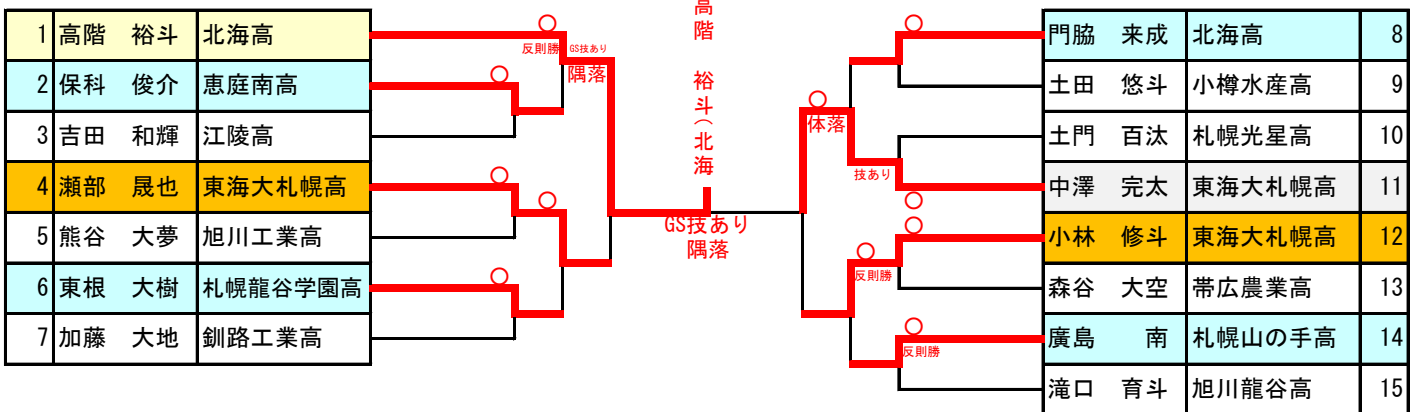 高階 裕斗(北海
1 高階 裕斗 北海高
2 保科 俊介 恵庭南高
3 吉田 和輝 江陵高
4 瀬部 晟也 東海大札幌高
5 熊谷 大夢 旭川工業高
6 東根 大樹 札幌龍谷学園高
7 加藤 大地 釧路工業高
○
反則勝
GS技あり
隅落
○
○
○
○
GS技あり
隅落
○
体落
○
技あり
○
○
○
反則勝
○
反則勝
門脇 来成 北海高 8
土田 悠斗 小樽水産高 9
土門 百汰 札幌光星高 10
中澤 完太 東海大札幌高 11
小林 修斗 東海大札幌高 12
森谷 大空 帯広農業高 13
廣島 南 札幌山の手高 14
滝口 育斗 旭川龍谷高 15